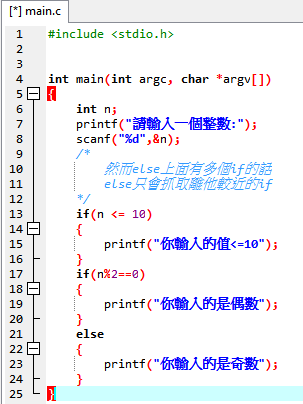 [*] main.c
1 #include <stdio.h>
2
3
4 int main(int argc, char *argv[])
5 {
6 int n;
7 printf("請輸入一個整數:");
8 scanf("%d",&n);
9 /*
10 然而else上面有多個if的話
11 else只會抓取離他較近的if
12 */
13 if(n <= 10)
14 {
15 printf("你輸入的值<=10");
16 }
17 if(n%2==0)
18 {
19 printf("你輸入的是偶數");
20 }
21 else
22 {
23 printf("你輸入的是奇數");
24 }
25 }